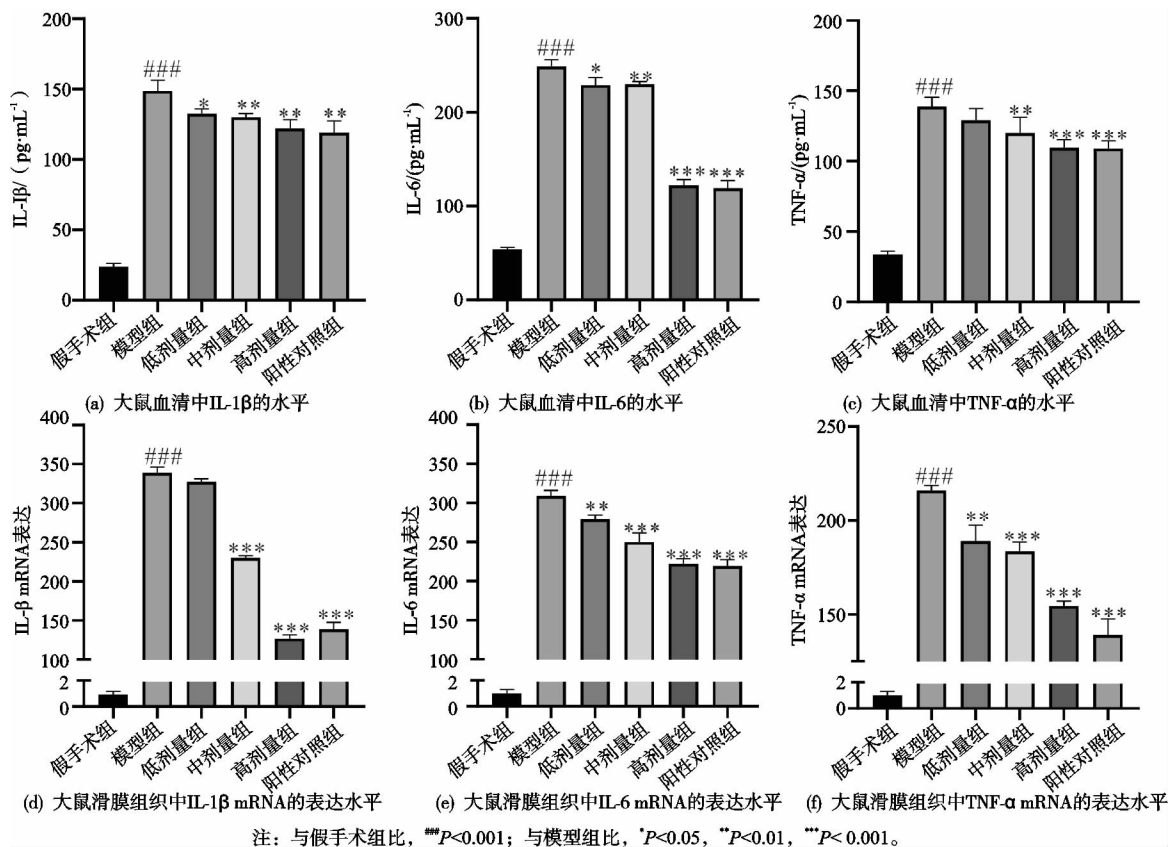 200
150
100
50
0
IL-Iβ/（pg·mL⁻¹)
###
*
**
**
**
假手术组
模型组
低剂量组
中剂量组
高剂量组
阳性对照组
(a) 大鼠血清中IL-1β的水平
300
200
100
0
IL-6/(pg·mL⁻¹)
###
*
**
***
***
假手术组
模型组
低剂量组
中剂量组
高剂量组
阳性对照组
(b) 大鼠血清中IL-6的水平
200
150
100
50
0
TNF-α/(pg·mL⁻¹)
###
**
***
***
假手术组
模型组
低剂量组
中剂量组
高剂量组
阳性对照组
(c) 大鼠血清中TNF-α的水平
400
350
300
250
200
150
100
2
0
IL-β mRNA表达
###
***
***
***
假手术组
模型组
低剂量组
中剂量组
高剂量组
阳性对照组
(d) 大鼠滑膜组织中IL-1β mRNA的表达水平
400
350
300
250
200
150
100
2
0
IL-6 mRNA表达
###
**
***
***
***
假手术组
模型组
低剂量组
中剂量组
高剂量组
阳性对照组
(e) 大鼠滑膜组织中IL-6 mRNA的表达水平
250
200
150
2
0
TNF-α mRNA表达
###
**
***
***
***
假手术组
模型组
低剂量组
中剂量组
高剂量组
阳性对照组
(f) 大鼠滑膜组织中TNF-α mRNA的表达水平
注：与假手术组比，###P<0.001；与模型组比，*P<0.05，**P<0.01，***P< 0.001。